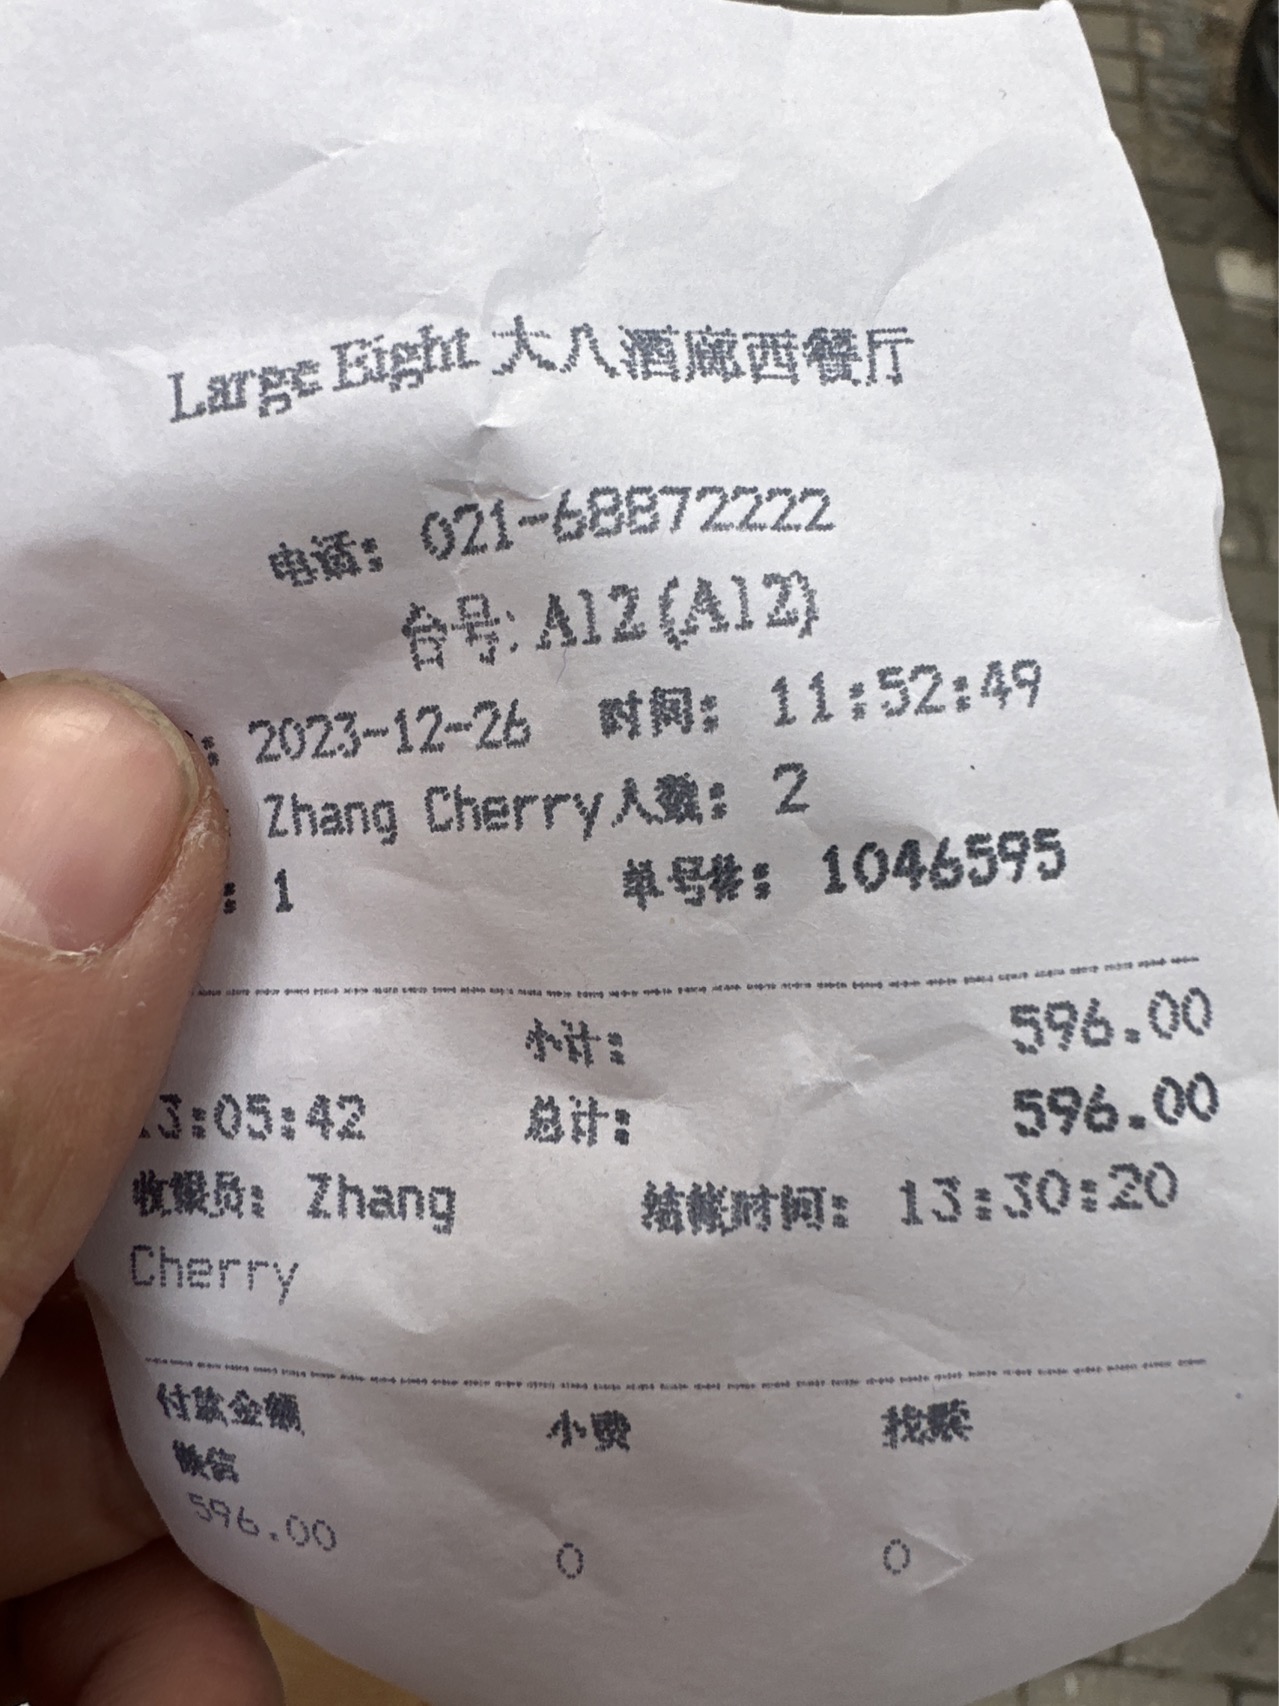 Large Eight 大八酒廊西餐厅
电话: 021-68872222
台号: A12(A12)
: 2023-12-26 时间: 11:52:49
Zhang Cherry 人数: 2
: 1 单号#: 1046595
小计: 596.00
13:05:42 总计: 596.00
收银员: Zhang 结帐时间: 13:30:20
Cherry
付款金额 小费 找赎
微信
596.00 0 0